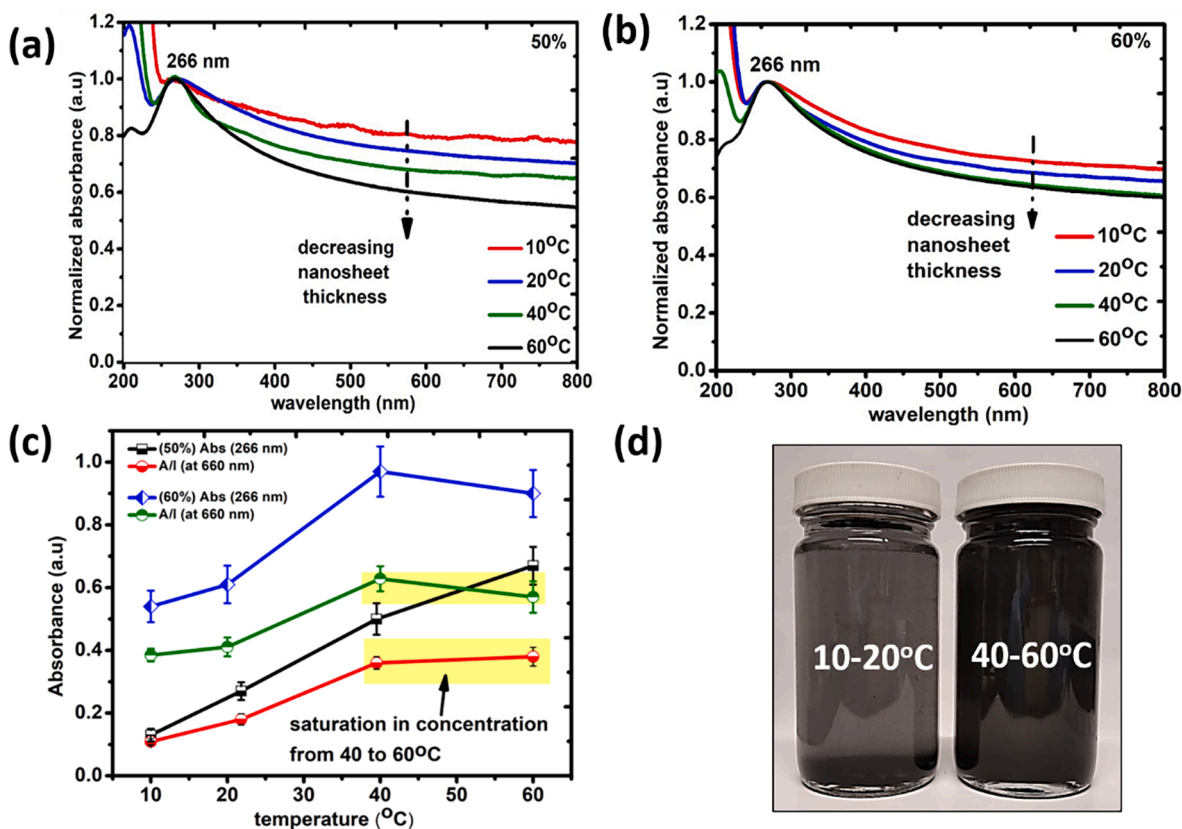 (a)
50%
266 nm
Normalized absorbance (a.u)
1.2
1.0
0.8
0.6
0.4
0.2
0.0
decreasing
nanosheet
thickness
10°C
20°C
40°C
60°C
200 300 400 500 600 700 800
wavelength (nm)
(b)
60%
266 nm
Normalized absorbance (a.u)
1.2
1.0
0.8
0.6
0.4
0.2
0.0
decreasing
nanosheet
thickness
10°C
20°C
40°C
60°C
200 300 400 500 600 700 800
wavelength (nm)
(c)
(50%) Abs (266 nm)
A/l (at 660 nm)
(60%) Abs (266 nm)
A/l (at 660 nm)
Absorbance (a.u)
1.0
0.8
0.6
0.4
0.2
0.0
saturation in concentration
from 40 to 60°C
10 20 30 40 50 60
temperature (°C)
(d)
10-20°C
40-60°C